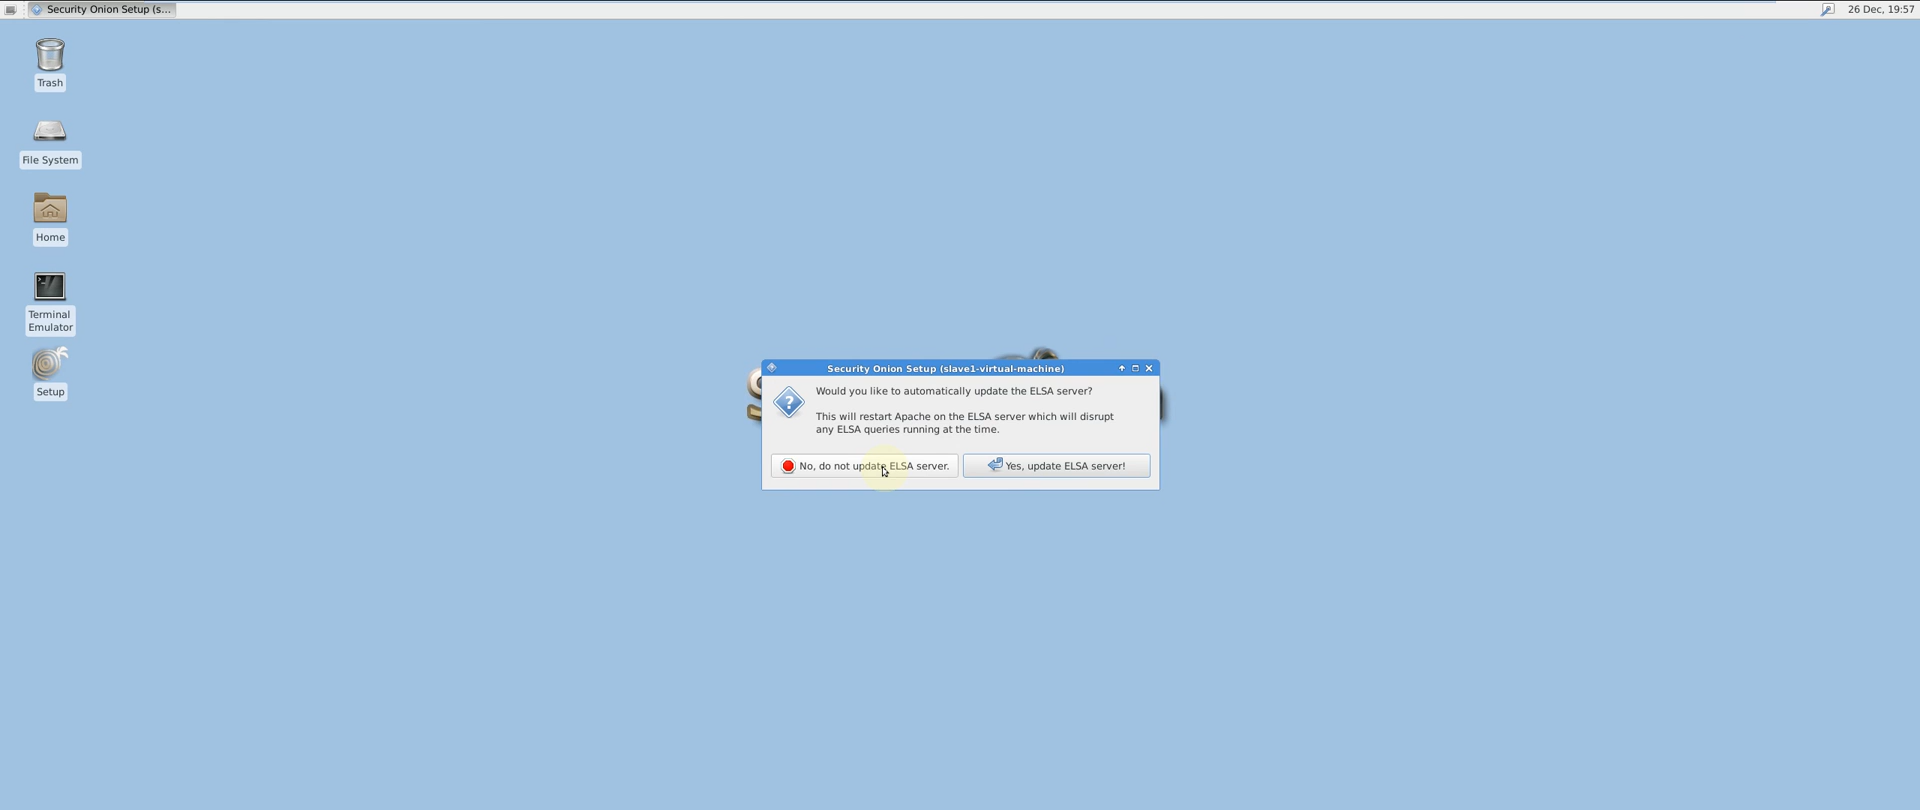 Security Onion Setup (s...
26 Dec, 19:57
Trash
File System
Home
Terminal
Emulator
Setup
Security Onion Setup (slave1-virtual-machine)
Would you like to automatically update the ELSA server?
This will restart Apache on the ELSA server which will disrupt
any ELSA queries running at the time.
No, do not update ELSA server.
Yes, update ELSA server!